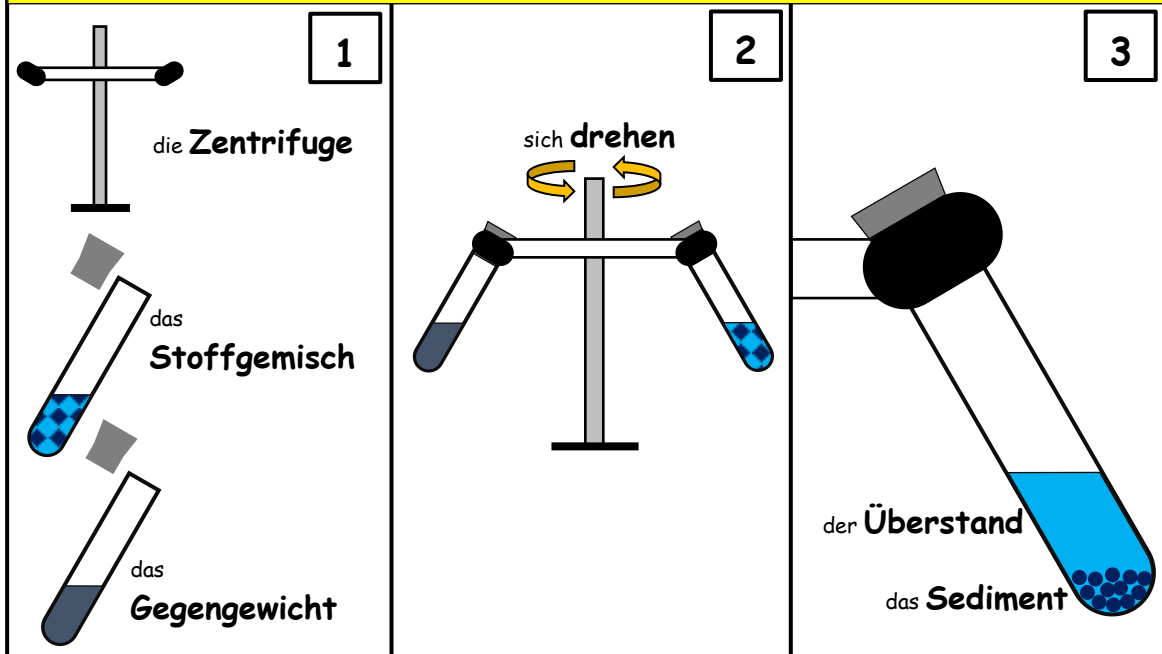 1
die Zentrifuge
das
Stoffgemisch
das
Gegengewicht
2
sich drehen
3
der Überstand
das Sediment